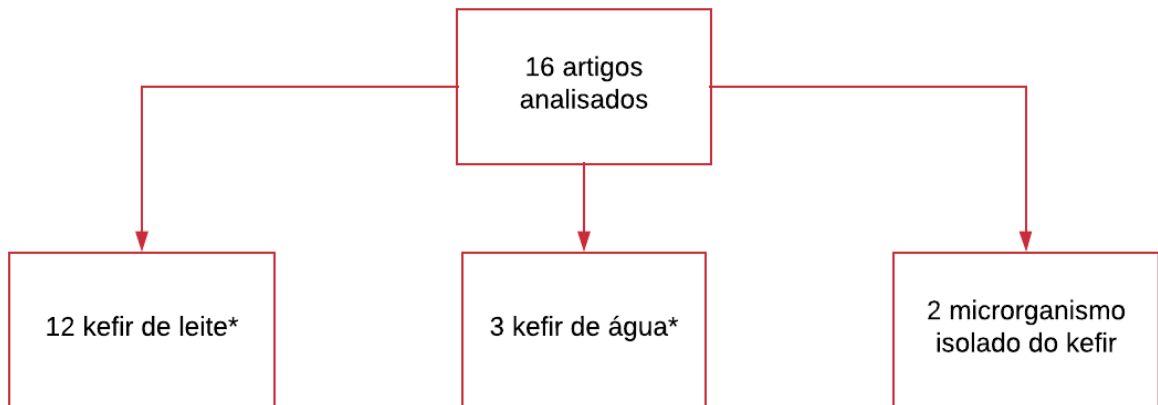 16 artigos
analisados
12 kefir de leite*
3 kefir de água*
2 microrganismo
isolado do kefir